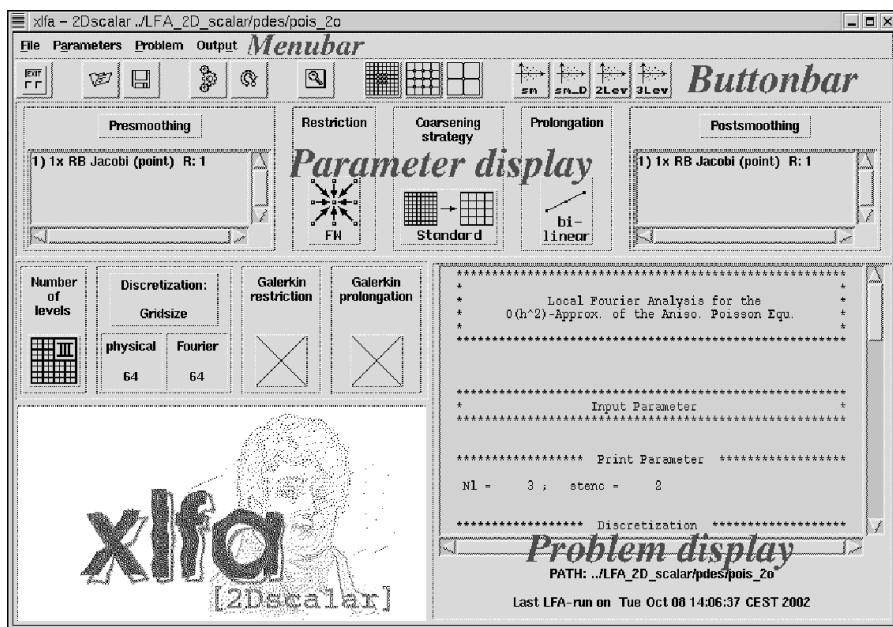 xlfa – 2Dscalar ../LFA_2D_scalar/pdes/pois_2o
File Parameters Problem Output Menubar
EXIT
sm sm_D 2Lev 3Lev Buttonbar
Presmoothing
1) 1x RB Jacobi (point) R: 1
Restriction
FW
Coarsening
strategy
Standard
Prolongation
bi-
linear
Postsmoothing
1) 1x RB Jacobi (point) R: 1
Parameter display
Number
of
levels
III
Discretization:
Gridsize
physical Fourier
64 64
Galerkin
restriction
Galerkin
prolongation
************************************************************
* *
* Local Fourier Analysis for the *
* O(h^2)-Approx. of the Aniso. Poisson Equ. *
* *
************************************************************
************************************************************
* Input Parameter *
************************************************************
****************** Print Parameter ******************
Nl = 3 ; stenc = 2
****************** Discretization ******************
Problem display
PATH: ../LFA_2D_scalar/pdes/pois_2o
Last LFA-run on Tue Oct 08 14:06:37 CEST 2002
xlfa
[2Dscalar]